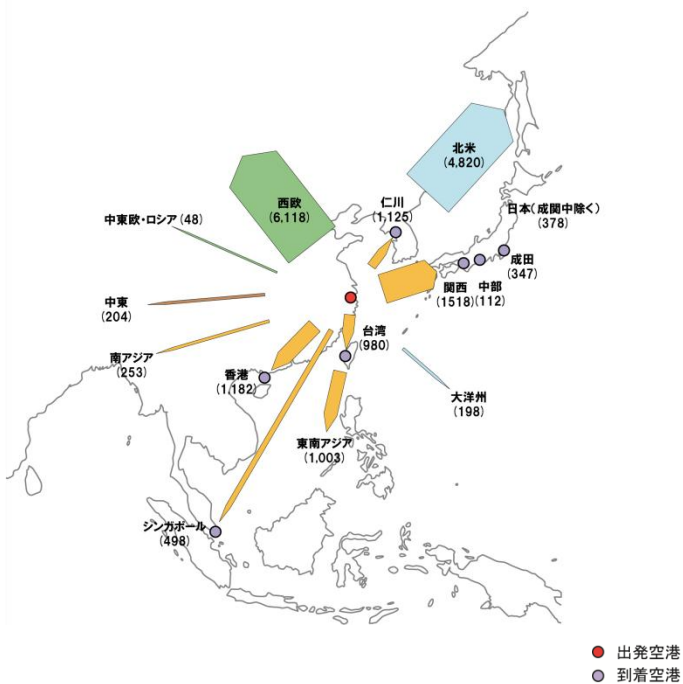 北米
(4,820)
西欧
(6,118)
仁川
(1,125)
日本(成関中除く)
(378)
中東欧・ロシア(48)
成田
(347)
関西
(1518)
中部
(112)
中東
(204)
台湾
(980)
南アジア
(253)
香港
(1,182)
大洋州
(198)
東南アジア
(1,003)
シンガポール
(498)
出発空港
到着空港